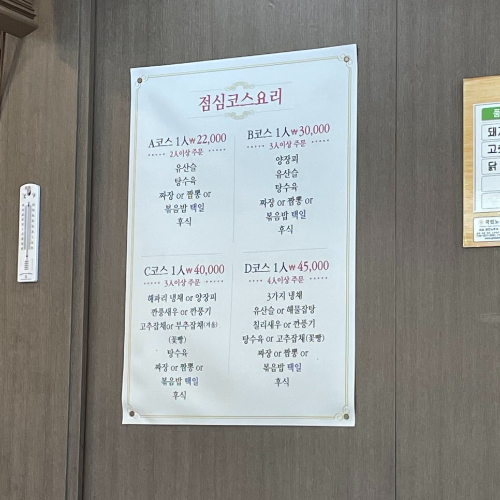 점심코스요리
A코스 1人₩22,000
2人이상 주문
유산슬
탕수육
짜장 or 짬뽕 or
볶음밥 택일
후식
B코스 1人₩30,000
3人이상 주문
양장피
유산슬
탕수육
짜장 or 짬뽕 or
볶음밥 택일
후식
C코스 1人₩40,000
3人이상 주문
해파리 냉채 or 양장피
깐풍새우 or 깐풍기
고추잡채or 부추잡채(겨울)
(꽃빵)
탕수육
짜장 or 짬뽕 or
볶음밥 택일
후식
D코스 1人₩45,000
4人이상 주문
3가지 냉채
유산슬 or 해물잡탕
칠리새우 or 깐풍기
탕수육 or 고추잡채(꽃빵)
짜장 or 짬뽕 or
볶음밥 택일
후식
닭